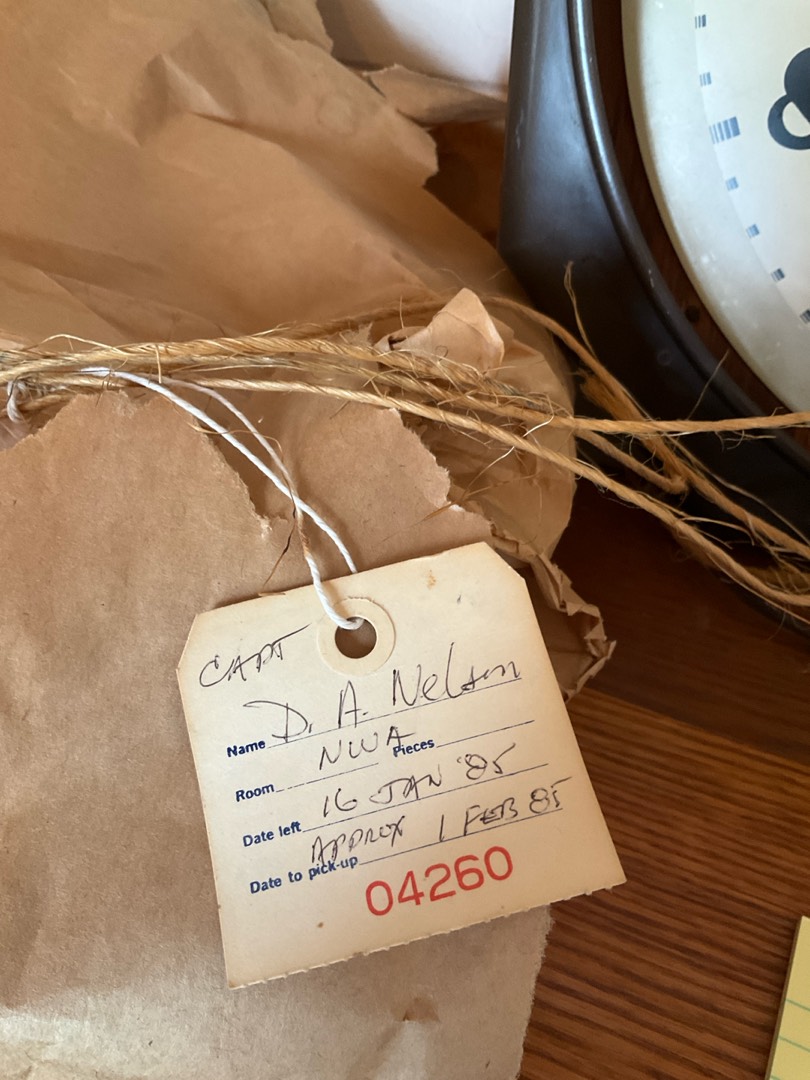 CAPT
Name D. A. Nelson
Room NWA Pieces
Date left 16 JAN '85
Date to pick-up APPROX 1 FEB 85
04260